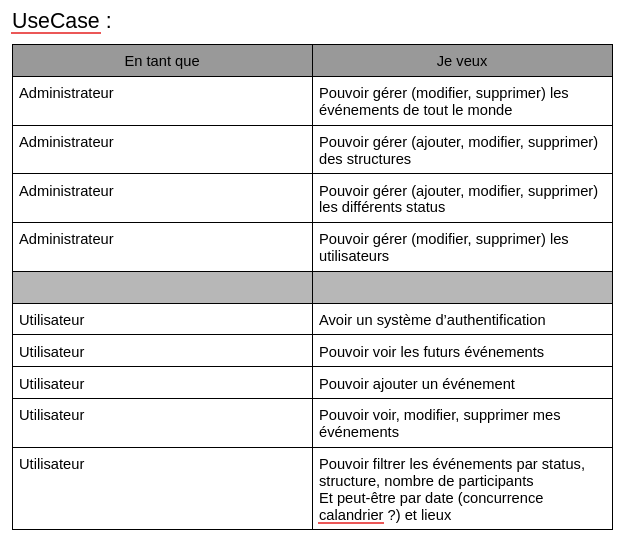 UseCase :
En tant que Je veux
Administrateur Pouvoir gérer (modifier, supprimer) les
événements de tout le monde
Administrateur Pouvoir gérer (ajouter, modifier, supprimer)
des structures
Administrateur Pouvoir gérer (ajouter, modifier, supprimer)
les différents status
Administrateur Pouvoir gérer (modifier, supprimer) les
utilisateurs
Utilisateur Avoir un système d’authentification
Utilisateur Pouvoir voir les futurs événements
Utilisateur Pouvoir ajouter un événement
Utilisateur Pouvoir voir, modifier, supprimer mes
événements
Utilisateur Pouvoir filtrer les événements par status,
structure, nombre de participants
Et peut-être par date (concurrence
calandrier ?) et lieux